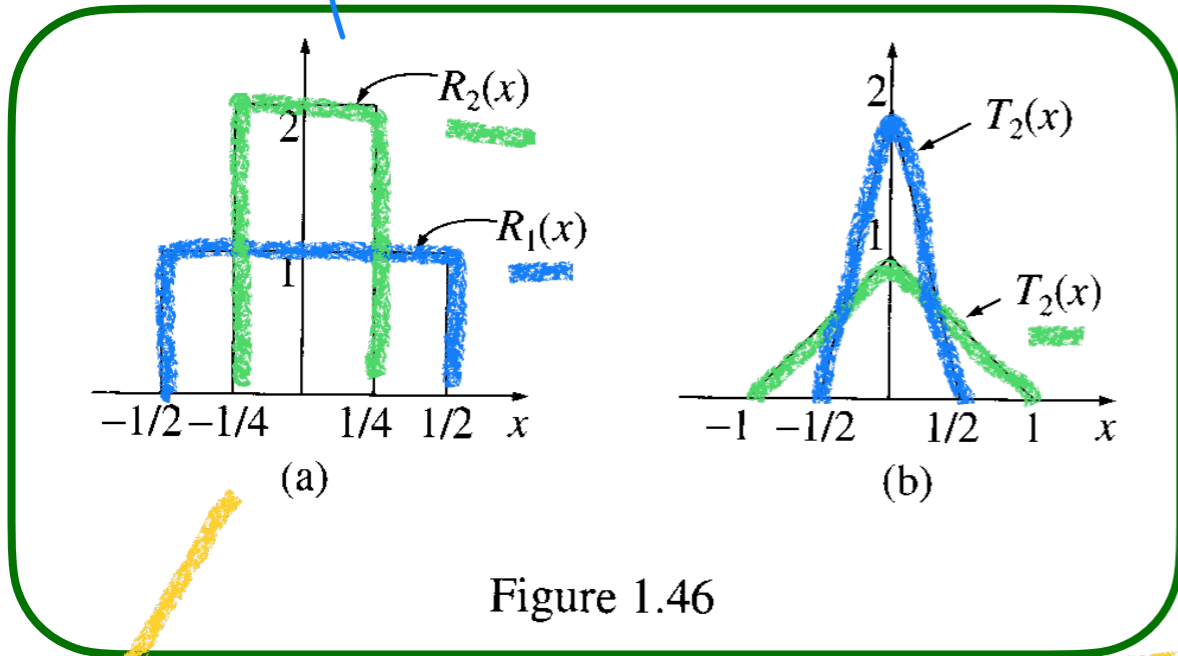 R₂(x)
2
R₁(x)
1
−1/2 −1/4 1/4 1/2 x
(a)
2
T₂(x)
1
T₂(x)
−1 −1/2 1/2 1 x
(b)
Figure 1.46